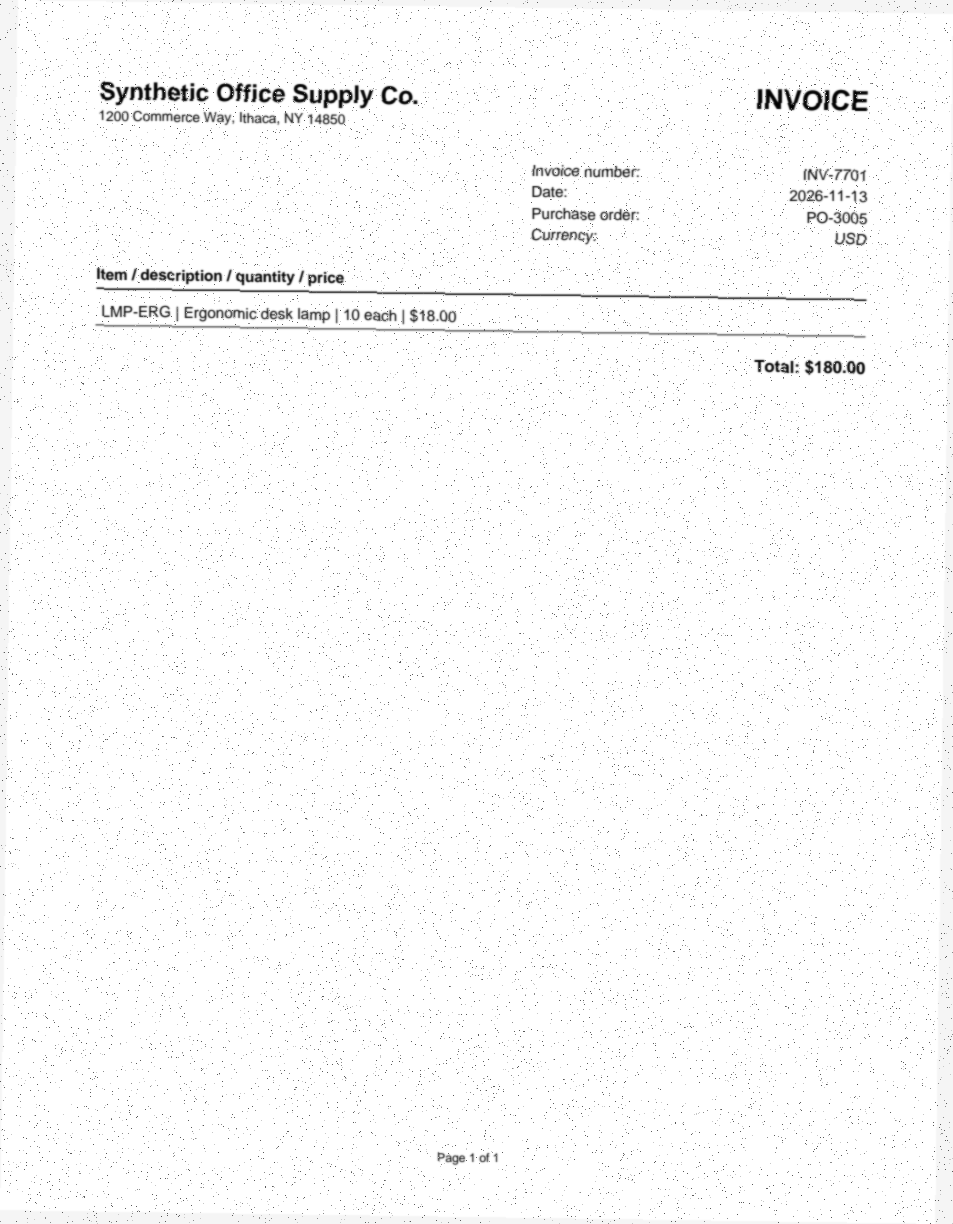 Synthetic Office Supply Co.
INVOICE
1200 Commerce Way, Ithaca, NY 14850
Invoice number: INV-7701
Date: 2026-11-13
Purchase order: PO-3005
Currency: USD
Item / description / quantity / price
LMP-ERG | Ergonomic desk lamp | 10 each | $18.00
Total: $180.00
Page 1 of 1